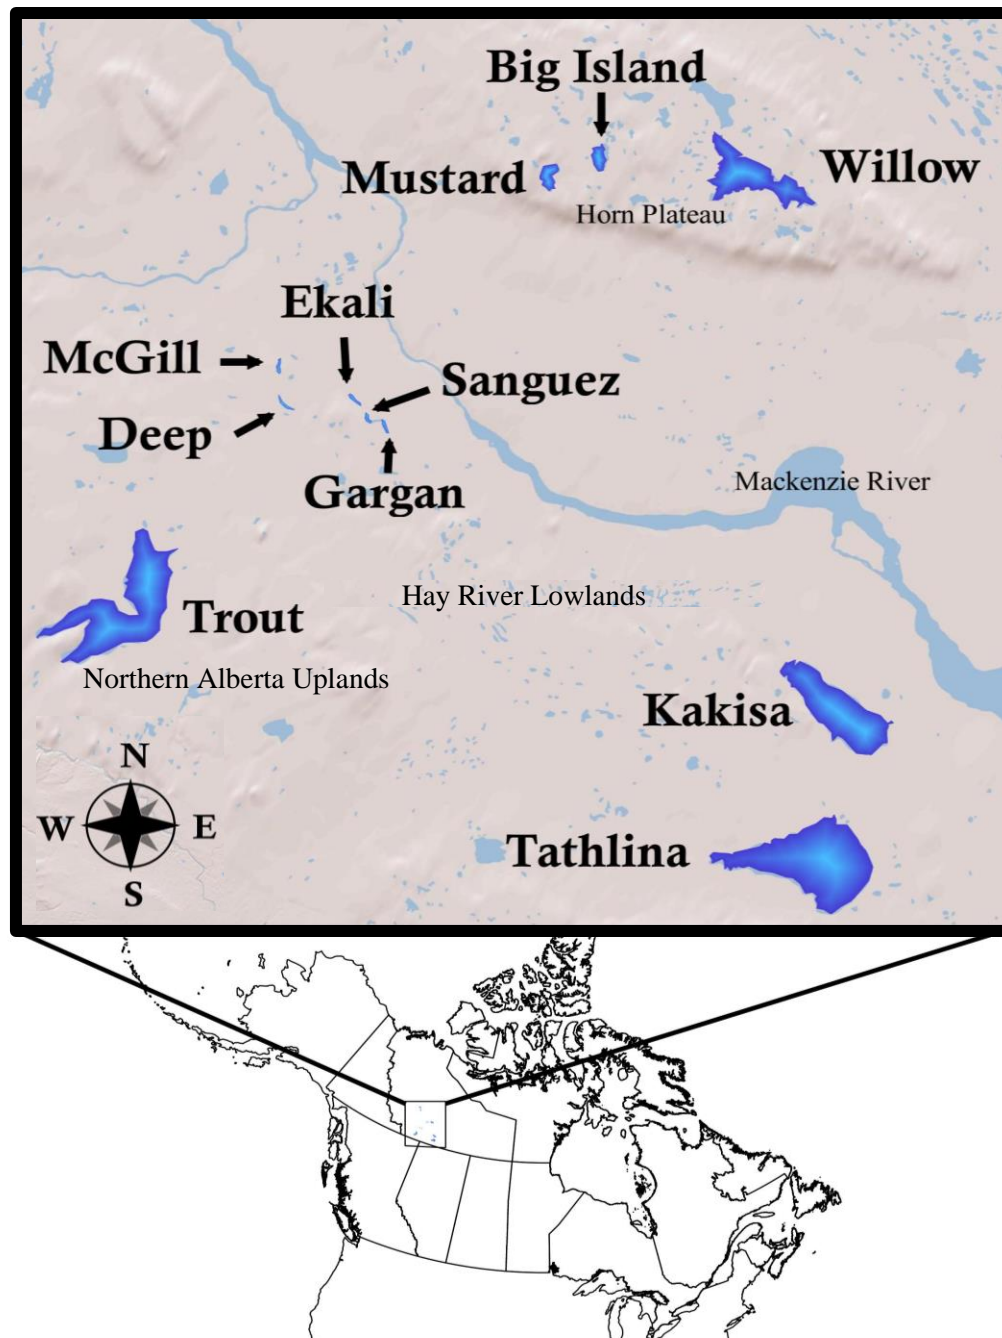 Big Island
Mustard
Willow
Horn Plateau
Ekali
McGill
Sanguez
Deep
Gargan
Mackenzie River
Hay River Lowlands
Trout
Northern Alberta Uplands
Kakisa
N
W
E
S
Tathlina